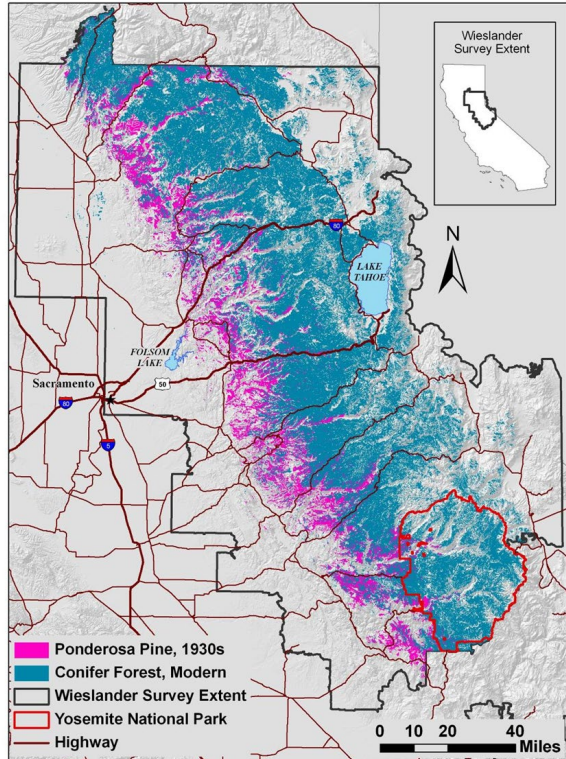 Wieslander
Survey Extent
N
80
LAKE
TAHOE
FOLSOM
LAKE
Sacramento
50
80
5
Ponderosa Pine, 1930s
Conifer Forest, Modern
Wieslander Survey Extent
Yosemite National Park
Highway
0 10 20 40
Miles